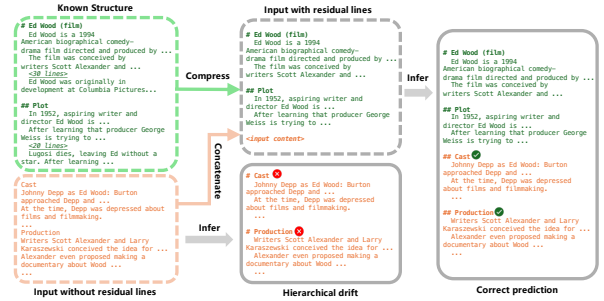 Known Structure
# Ed Wood (film)
Ed Wood is a 1994
American biographical comedy-
drama film directed and produced by ...
The film was conceived by
writers Scott Alexander and ...
<30 lines>
Ed Wood was originally in
development at Columbia Pictures...
## Plot
In 1952, aspiring writer and
director Ed Wood is ...
After learning that producer George
Weiss is trying to ...
<20 lines>
Lugosi dies, leaving Ed without a
star. After learning ...
Cast
Johnny Depp as Ed Wood: Burton
approached Depp and ...
At the time, Depp was depressed about
films and filmmaking.
...
Production
Writers Scott Alexander and Larry
Karaszewski conceived the idea for ...
Alexander even proposed making a
documentary about Wood ...
...
Input without residual lines
Compress
Concatenate
Infer
Input with residual lines
# Ed Wood (film)
Ed Wood is a 1994
American biographical comedy-
drama film directed and produced by ...
The film was conceived by
writers Scott Alexander and ...
## Plot
In 1952, aspiring writer and
director Ed Wood is ...
After learning that producer George
Weiss is trying to ...
<input content>
# Cast
Johnny Depp as Ed Wood: Burton
approached Depp and ...
At the time, Depp was depressed
about films and filmmaking.
...
# Production
Writers Scott Alexander and Larry
Karaszewski conceived the idea for ...
Alexander even proposed making a
documentary about Wood ...
...
Hierarchical drift
Infer
# Ed Wood (film)
Ed Wood is a 1994
American biographical comedy-
drama film directed and produced by ...
The film was conceived by
writers Scott Alexander and ...
## Plot
In 1952, aspiring writer and
director Ed Wood is ...
After learning that producer George
Weiss is trying to ...
## Cast
Johnny Depp as Ed Wood: Burton
approached Depp and ...
At the time, Depp was depressed
about films and filmmaking.
...
## Production
Writers Scott Alexander and Larry
Karaszewski conceived the idea for ...
Alexander even proposed making a
documentary about Wood ...
...
Correct prediction